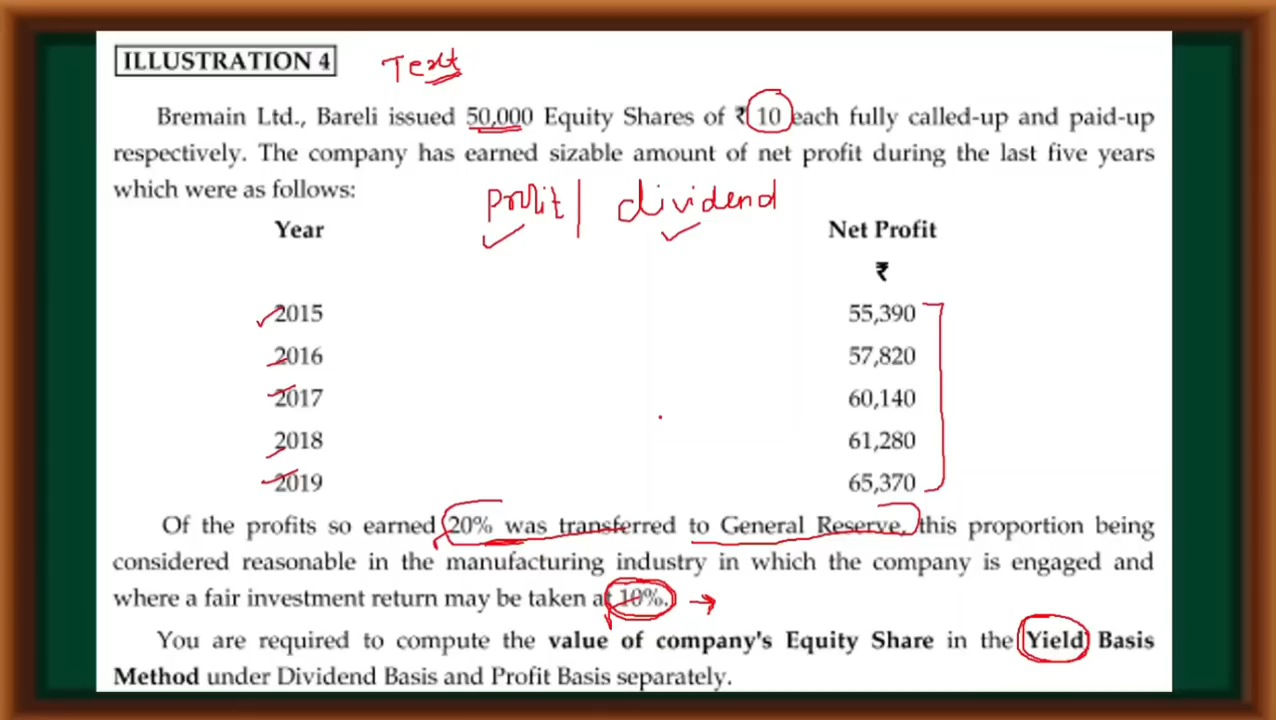 ILLUSTRATION 4 Text
Bremain Ltd., Bareli issued 50,000 Equity Shares of ₹ 10 each fully called-up and paid-up
respectively. The company has earned sizable amount of net profit during the last five years
which were as follows:
Profit | dividend
Year Net Profit
₹
2015 55,390
2016 57,820
2017 60,140
2018 61,280
2019 65,370
Of the profits so earned 20% was transferred to General Reserve, this proportion being
considered reasonable in the manufacturing industry in which the company is engaged and
where a fair investment return may be taken at 10%. →
You are required to compute the value of company's Equity Share in the Yield Basis
Method under Dividend Basis and Profit Basis separately.